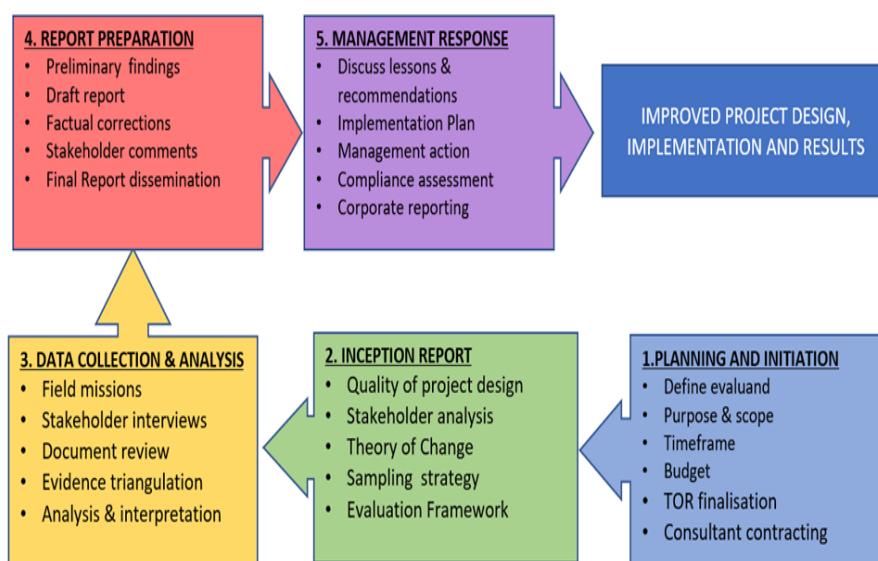 4. REPORT PREPARATION
• Preliminary findings
• Draft report
• Factual corrections
• Stakeholder comments
• Final Report dissemination
5. MANAGEMENT RESPONSE
• Discuss lessons &
recommendations
• Implementation Plan
• Management action
• Compliance assessment
• Corporate reporting
IMPROVED PROJECT DESIGN,
IMPLEMENTATION AND RESULTS
3. DATA COLLECTION & ANALYSIS
• Field missions
• Stakeholder interviews
• Document review
• Evidence triangulation
• Analysis & interpretation
2. INCEPTION REPORT
• Quality of project design
• Stakeholder analysis
• Theory of Change
• Sampling strategy
• Evaluation Framework
1.PLANNING AND INITIATION
• Define evaluand
• Purpose & scope
• Timeframe
• Budget
• TOR finalisation
• Consultant contracting